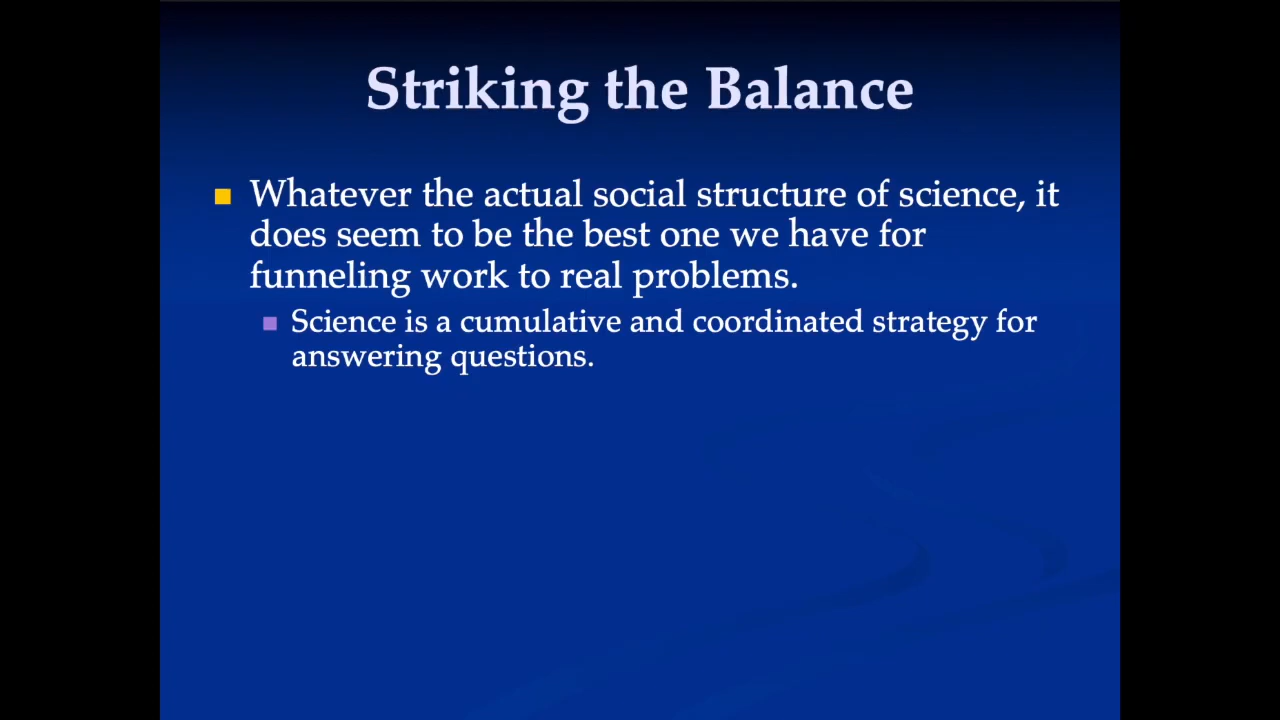 Striking the Balance
Whatever the actual social structure of science, it
does seem to be the best one we have for
funneling work to real problems.
Science is a cumulative and coordinated strategy for
answering questions.